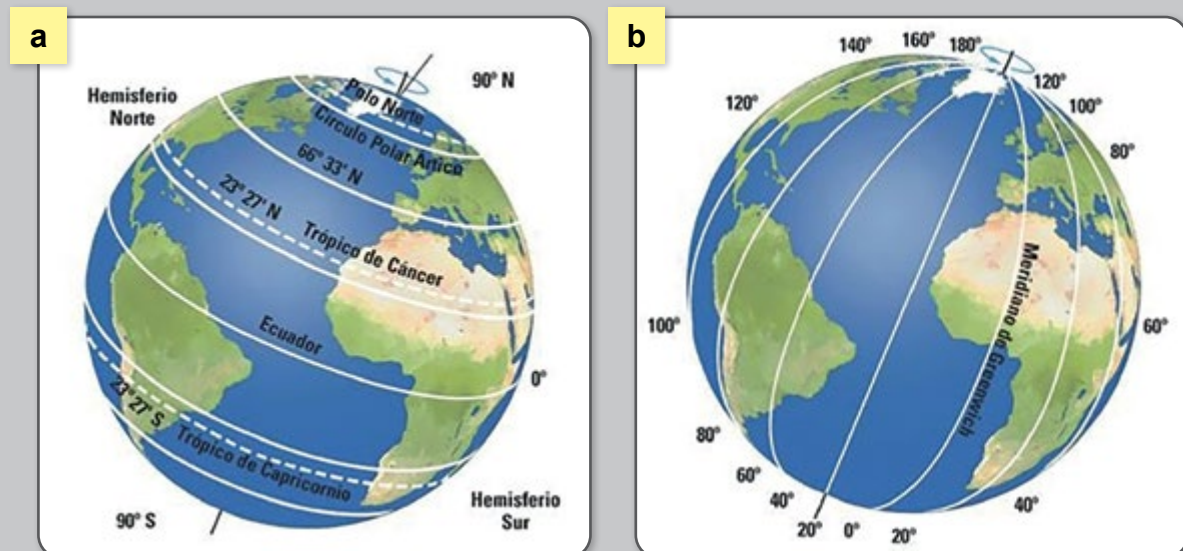 a
90° N
Hemisferio
Norte
Polo Norte
Círculo Polar Ártico
66° 33' N
23° 27' N
Trópico de Cáncer
Ecuador
0°
23° 27' S
Trópico de Capricornio
Hemisferio
Sur
90° S
b
140°
160°
180°
120°
120°
100°
80°
100°
60°
Meridiano de Greenwich
80°
60°
40°
20°
0°
20°
40°